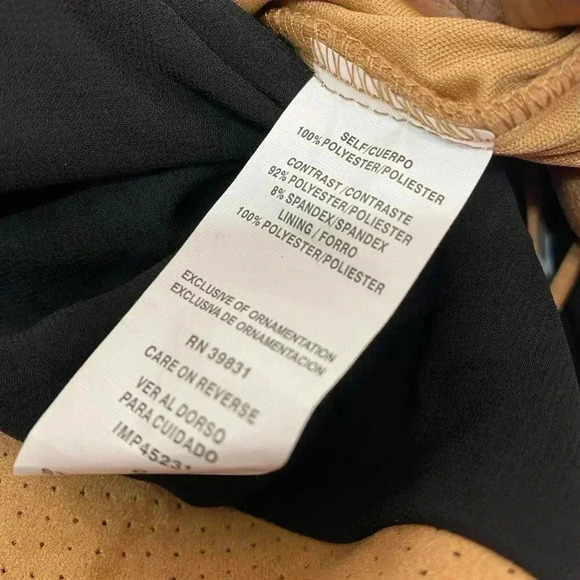 SELF/CUERPO
100% POLYESTER/POLIESTER
CONTRAST/CONTRASTE
92% POLYESTER/POLIESTER
8% SPANDEX/SPANDEX
LINING/FORRO
100% POLYESTER/POLIESTER
EXCLUSIVE OF ORNAMENTATION
EXCLUSIVA DE ORNAMENTACION
RN 39831
CARE ON REVERSE
VER AL DORSO
PARA CUIDADO
IMP45231